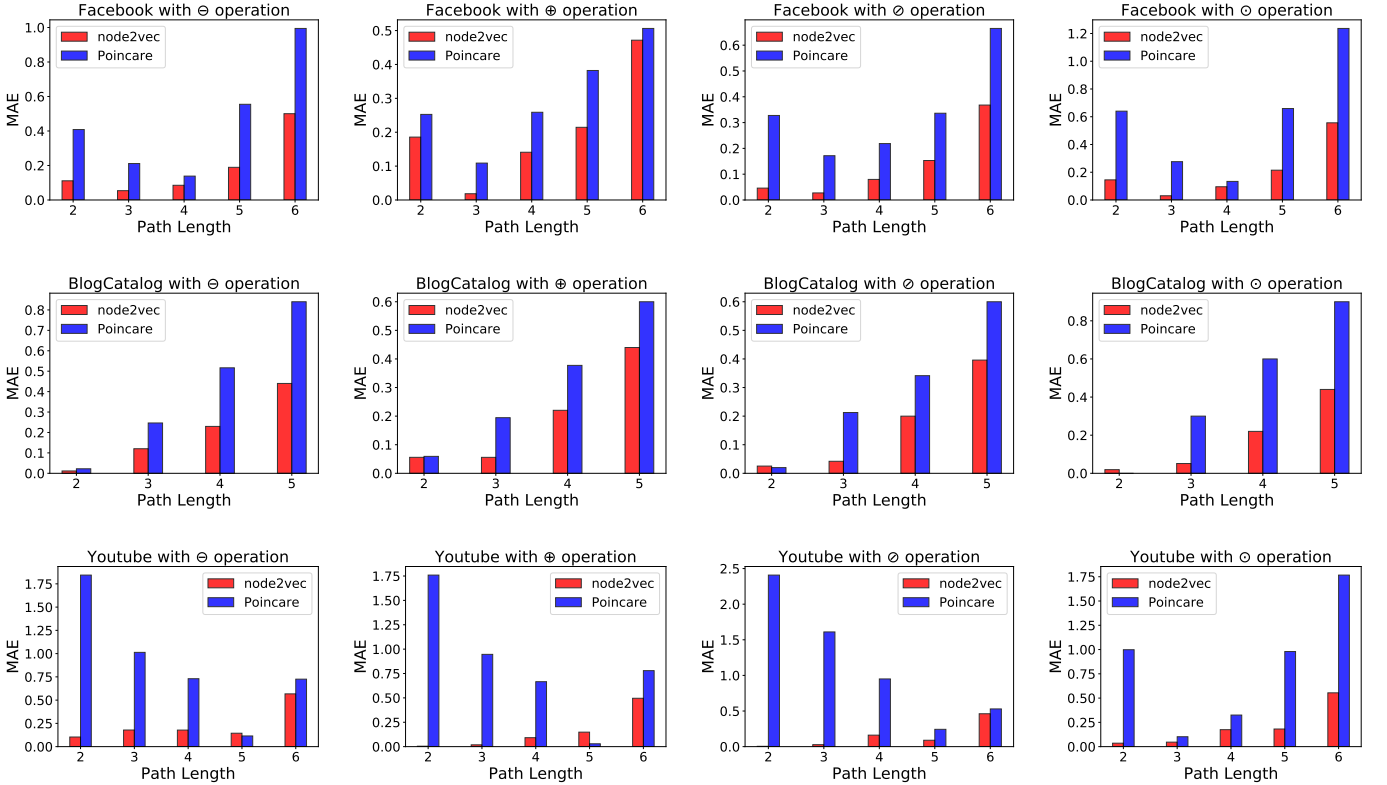 Facebook with ⊖ operation
MAE
1.0
0.8
0.6
0.4
0.2
0.0
node2vec
Poincare
2 3 4 5 6
Path Length
Facebook with ⊕ operation
MAE
0.5
0.4
0.3
0.2
0.1
0.0
node2vec
Poincare
2 3 4 5 6
Path Length
Facebook with ⊘ operation
MAE
0.6
0.5
0.4
0.3
0.2
0.1
0.0
node2vec
Poincare
2 3 4 5 6
Path Length
Facebook with ⊙ operation
MAE
1.2
1.0
0.8
0.6
0.4
0.2
0.0
node2vec
Poincare
2 3 4 5 6
Path Length
BlogCatalog with ⊖ operation
MAE
0.8
0.7
0.6
0.5
0.4
0.3
0.2
0.1
0.0
node2vec
Poincare
2 3 4 5
Path Length
BlogCatalog with ⊕ operation
MAE
0.6
0.5
0.4
0.3
0.2
0.1
0.0
node2vec
Poincare
2 3 4 5
Path Length
BlogCatalog with ⊘ operation
MAE
0.6
0.5
0.4
0.3
0.2
0.1
0.0
node2vec
Poincare
2 3 4 5
Path Length
BlogCatalog with ⊙ operation
MAE
0.8
0.6
0.4
0.2
0.0
node2vec
Poincare
2 3 4 5
Path Length
Youtube with ⊖ operation
MAE
1.75
1.50
1.25
1.00
0.75
0.50
0.25
0.00
node2vec
Poincare
2 3 4 5 6
Path Length
Youtube with ⊕ operation
MAE
1.75
1.50
1.25
1.00
0.75
0.50
0.25
0.00
node2vec
Poincare
2 3 4 5 6
Path Length
Youtube with ⊘ operation
MAE
2.5
2.0
1.5
1.0
0.5
0.0
node2vec
Poincare
2 3 4 5 6
Path Length
Youtube with ⊙ operation
MAE
1.75
1.50
1.25
1.00
0.75
0.50
0.25
0.00
node2vec
Poincare
2 3 4 5 6
Path Length